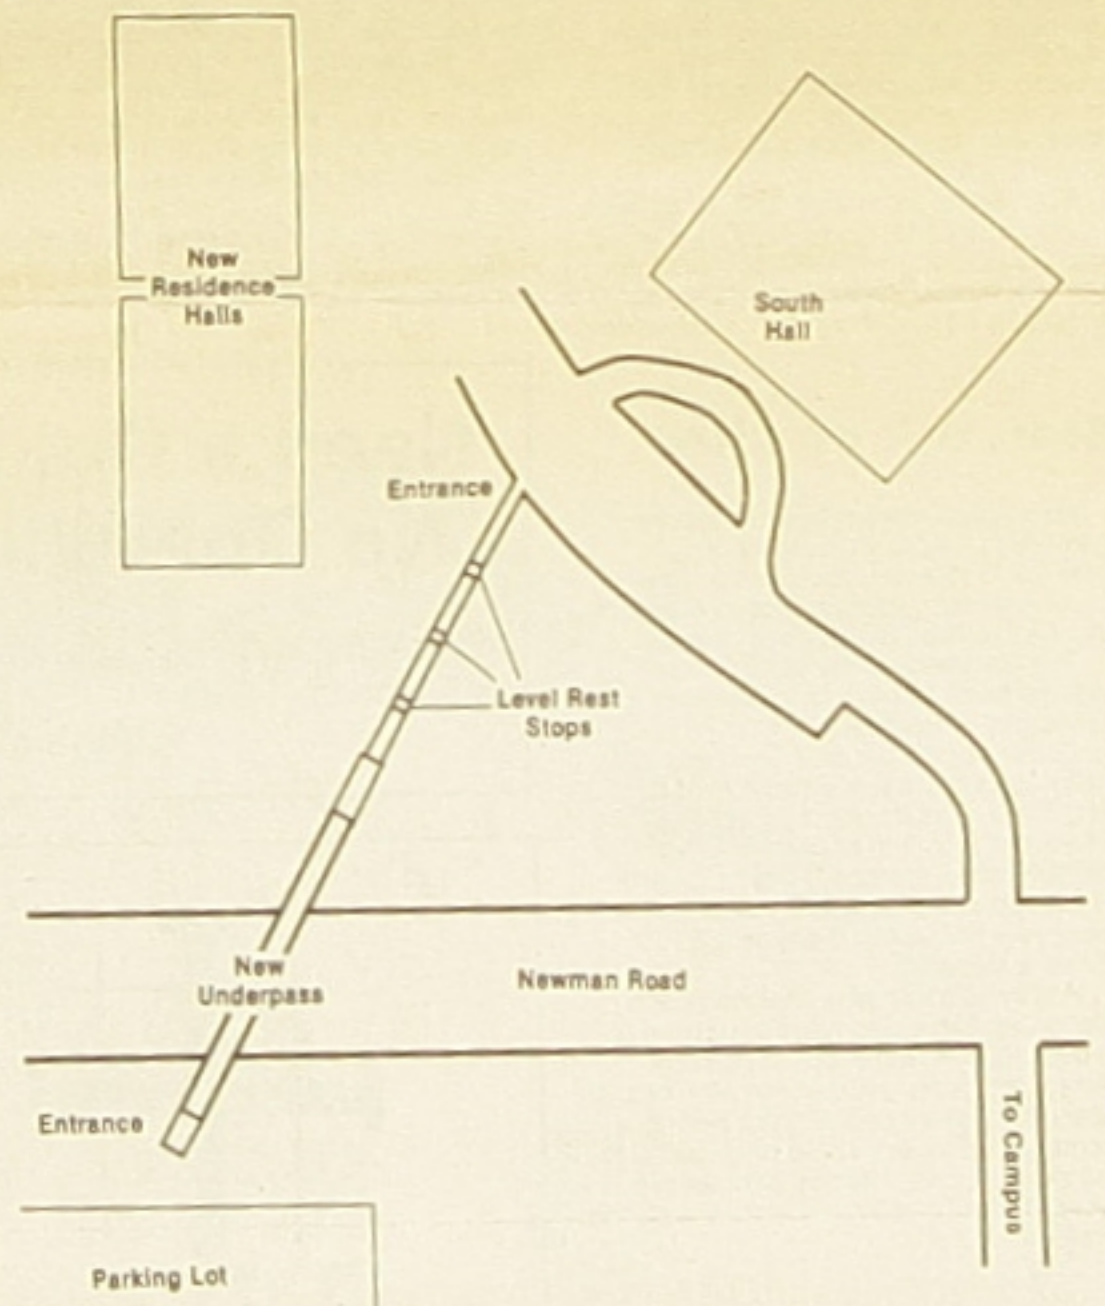 New
Residence
Halls
South
Hall
Entrance
Level Rest
Stops
New
Underpass
Newman Road
Entrance
To Campus
Parking Lot